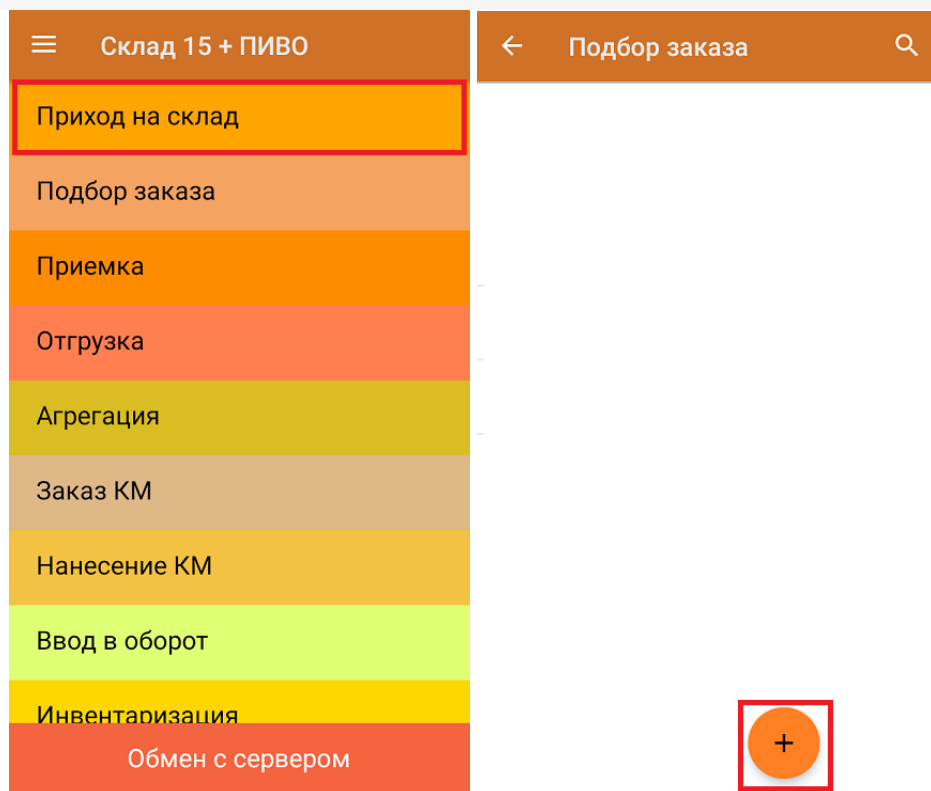 Склад 15 + ПИВО
Приход на склад
Подбор заказа
Приемка
Отгрузка
Агрегация
Заказ КМ
Нанесение КМ
Ввод в оборот
Инвентаризация
Обмен с сервером
Подбор заказа
+